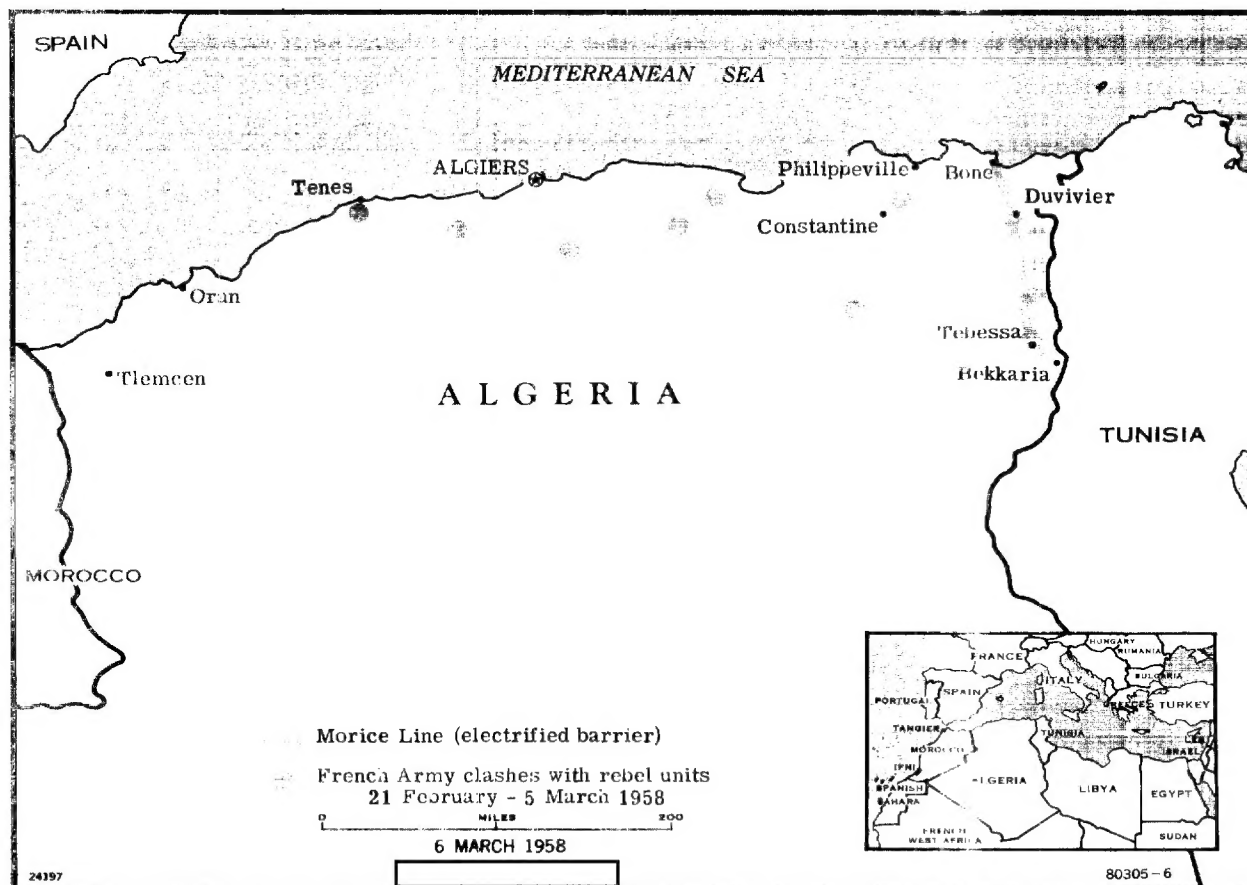 SPAIN
MEDITERRANEAN SEA
ALGIERS
Tenes
Philippeville
Bone
Duvivier
Constantine
Oran
Tebessa
Tlemcen
Bekkaria
ALGERIA
TUNISIA
MOROCCO
Morice Line (electrified barrier)
French Army clashes with rebel units
21 February - 5 March 1958
0 MILES 200
6 MARCH 1958
24197
80305-6
HUNGARY
FRANCE
RUMANIA
ITALY
BULGARIA
SPAIN
PORTUGAL
GREECE
TURKEY
TANGIER
TUNISIA
MOROCCO
ISRAEL
IFNI
ALGERIA
SPANISH
SAHARA
LIBYA
EGYPT
FRENCH
WEST AFRICA
SUDAN